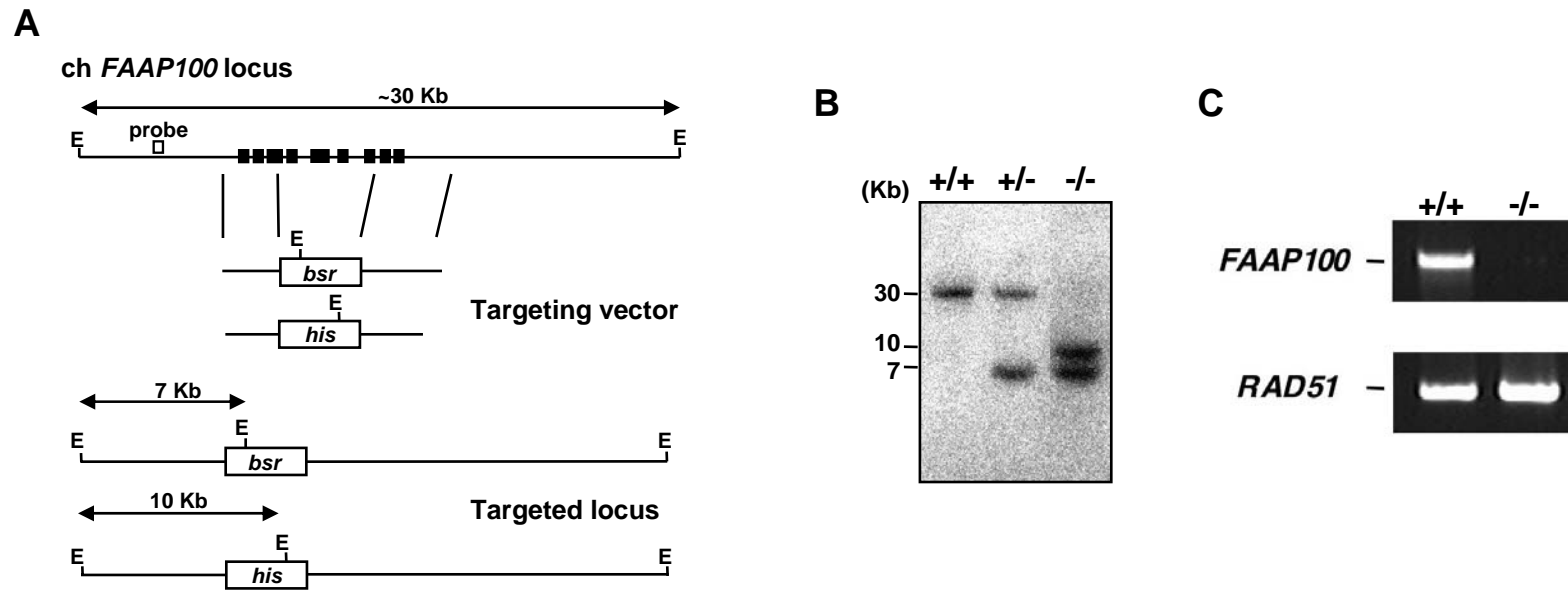 A
ch FAAP100 locus
~30 Kb
E probe E
E
bsr
E
his
Targeting vector
7 Kb
E E E
bsr
10 Kb
Targeted locus
E E E
his
B
(Kb) +/+ +/- -/-
30
10
7
C
+/+ -/-
FAAP100
RAD51